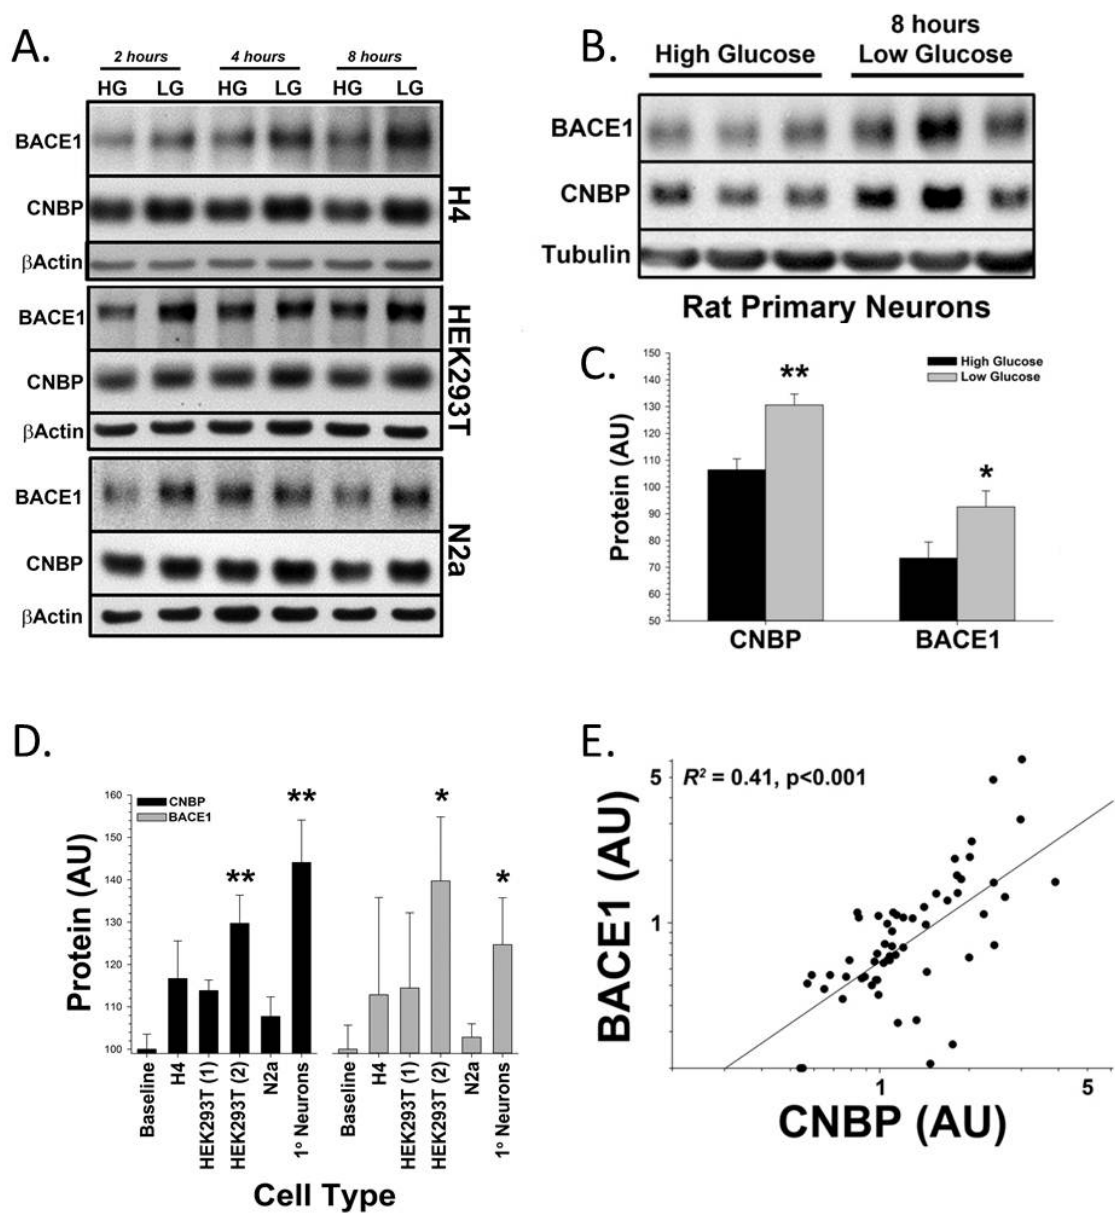 A.
2 hours 4 hours 8 hours
HG LG HG LG HG LG
BACE1
CNBP
βActin
H4
BACE1
CNBP
βActin
HEK293T
BACE1
CNBP
βActin
N2a
B.
8 hours
High Glucose Low Glucose
BACE1
CNBP
Tubulin
Rat Primary Neurons
C.
High Glucose
Low Glucose
Protein (AU)
150
140
130
120
110
100
90
80
70
60
50
** *
CNBP BACE1
D.
CNBP
BACE1
Protein (AU)
160
150
140
130
120
110
100
** ** * *
Baseline
H4
HEK293T (1)
HEK293T (2)
N2a
1º Neurons
Baseline
H4
HEK293T (1)
HEK293T (2)
N2a
1º Neurons
Cell Type
E.
R² = 0.41, p<0.001
BACE1 (AU)
5
1
1 5
CNBP (AU)